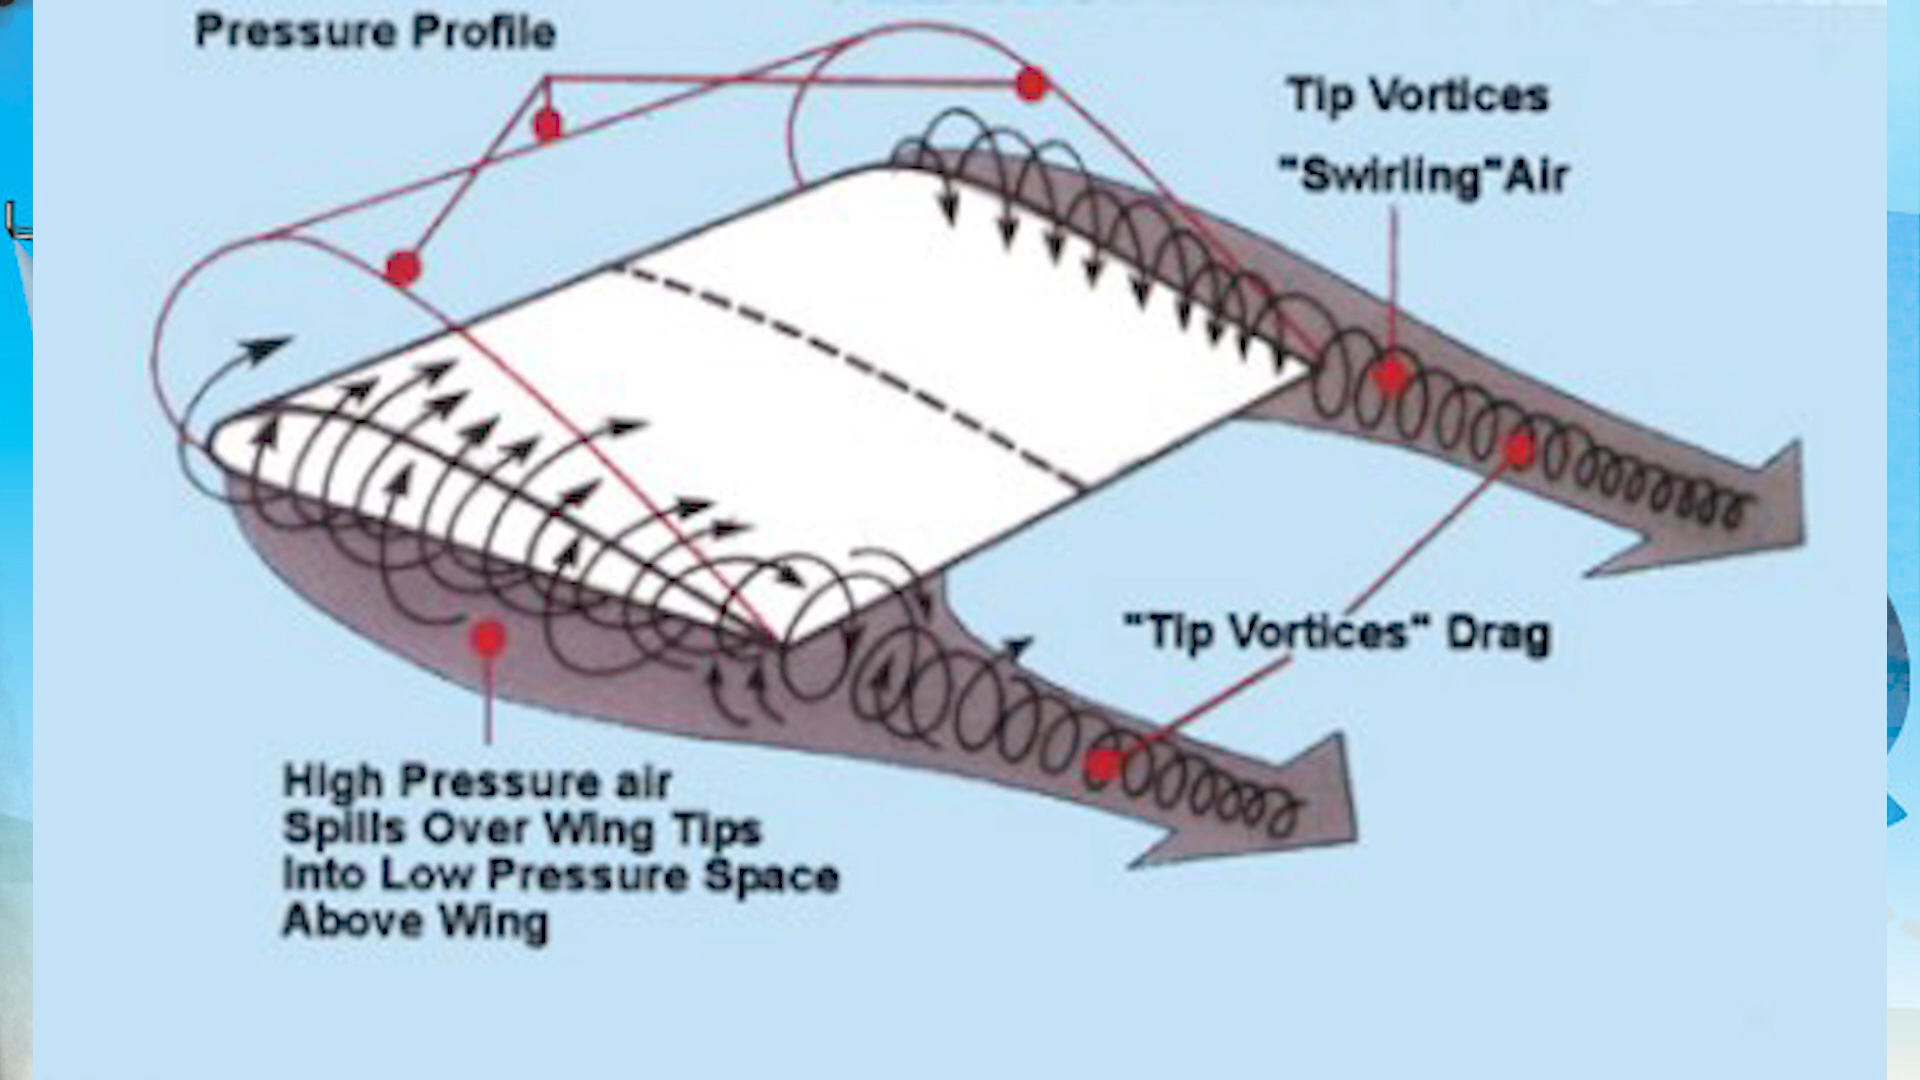 Pressure Profile
Tip Vortices
"Swirling"Air
"Tip Vortices" Drag
High Pressure air
Spills Over Wing Tips
Into Low Pressure Space
Above Wing